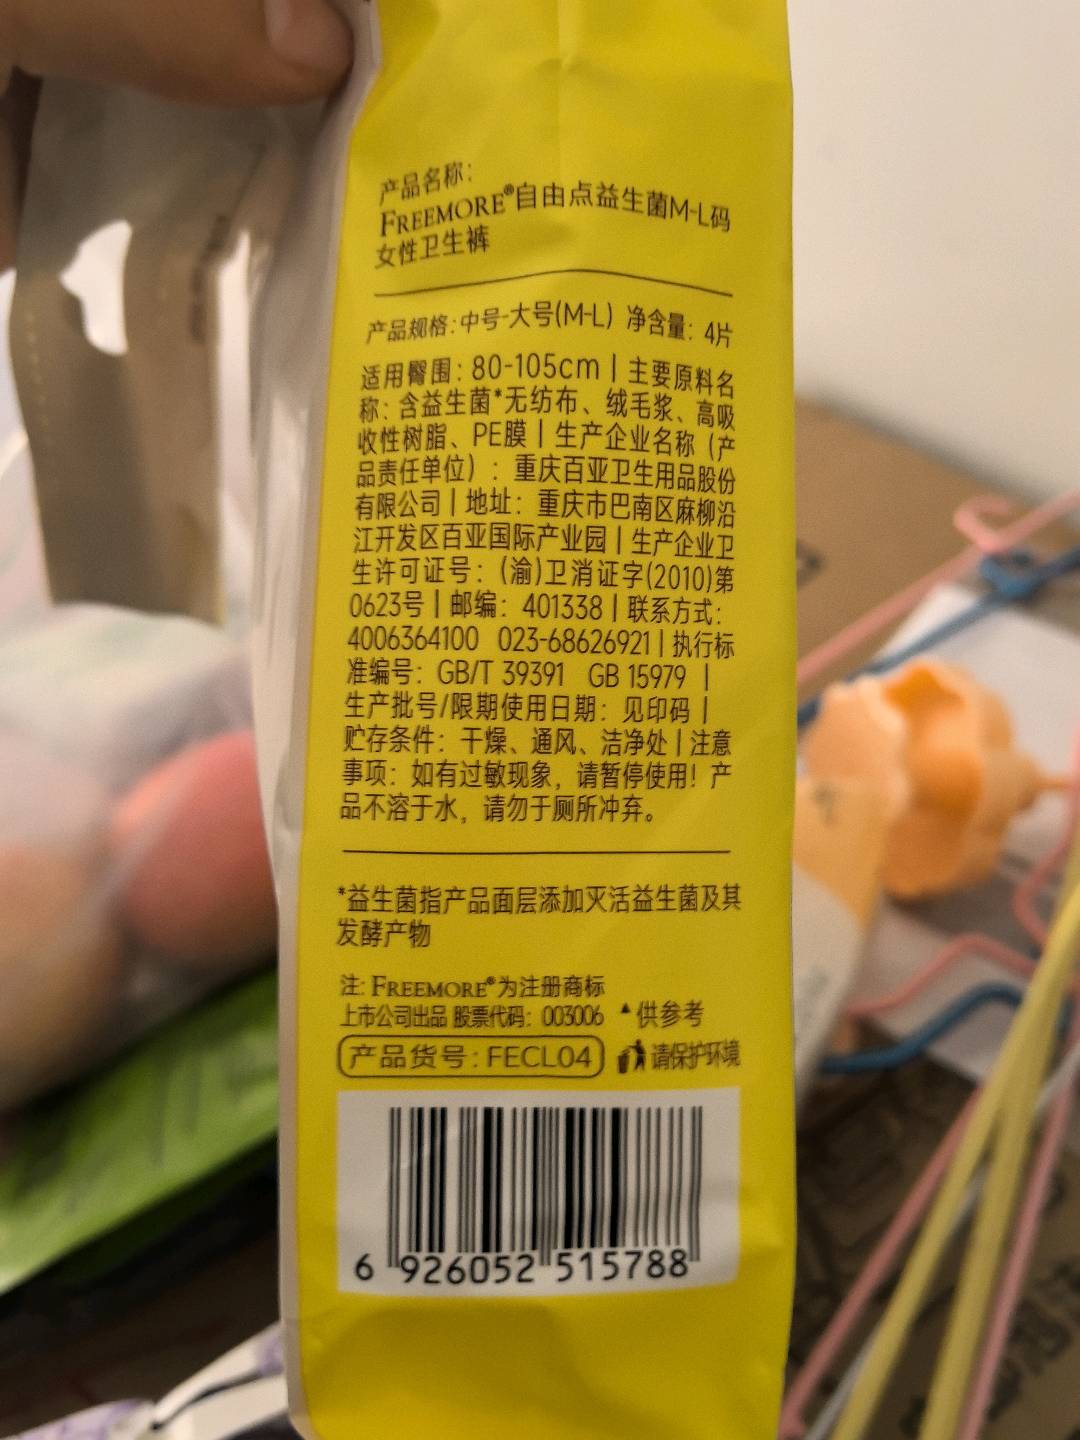 产品名称：
FREEMORE®自由点益生菌M-L码
女性卫生裤
产品规格：中号-大号(M-L) 净含量：4片
适用臀围：80-105cm | 主要原料名
称：含益生菌*无纺布、绒毛浆、高吸
收性树脂、PE膜 | 生产企业名称（产
品责任单位）：重庆百亚卫生用品股份
有限公司 | 地址：重庆市巴南区麻柳沿
江开发区百亚国际产业园 | 生产企业卫
生许可证号：(渝)卫消证字(2010)第
0623号 | 邮编：401338 | 联系方式：
4006364100 023-68626921 | 执行标
准编号：GB/T 39391 GB 15979 |
生产批号/限期使用日期：见印码 |
贮存条件：干燥、通风、洁净处 | 注意
事项：如有过敏现象，请暂停使用！产
品不溶于水，请勿于厕所冲弃。
*益生菌指产品面层添加灭活益生菌及其
发酵产物
注：FREEMORE®为注册商标
上市公司出品 股票代码：003006 ▲供参考
产品货号：FECL04 请保护环境
6 926052 515788